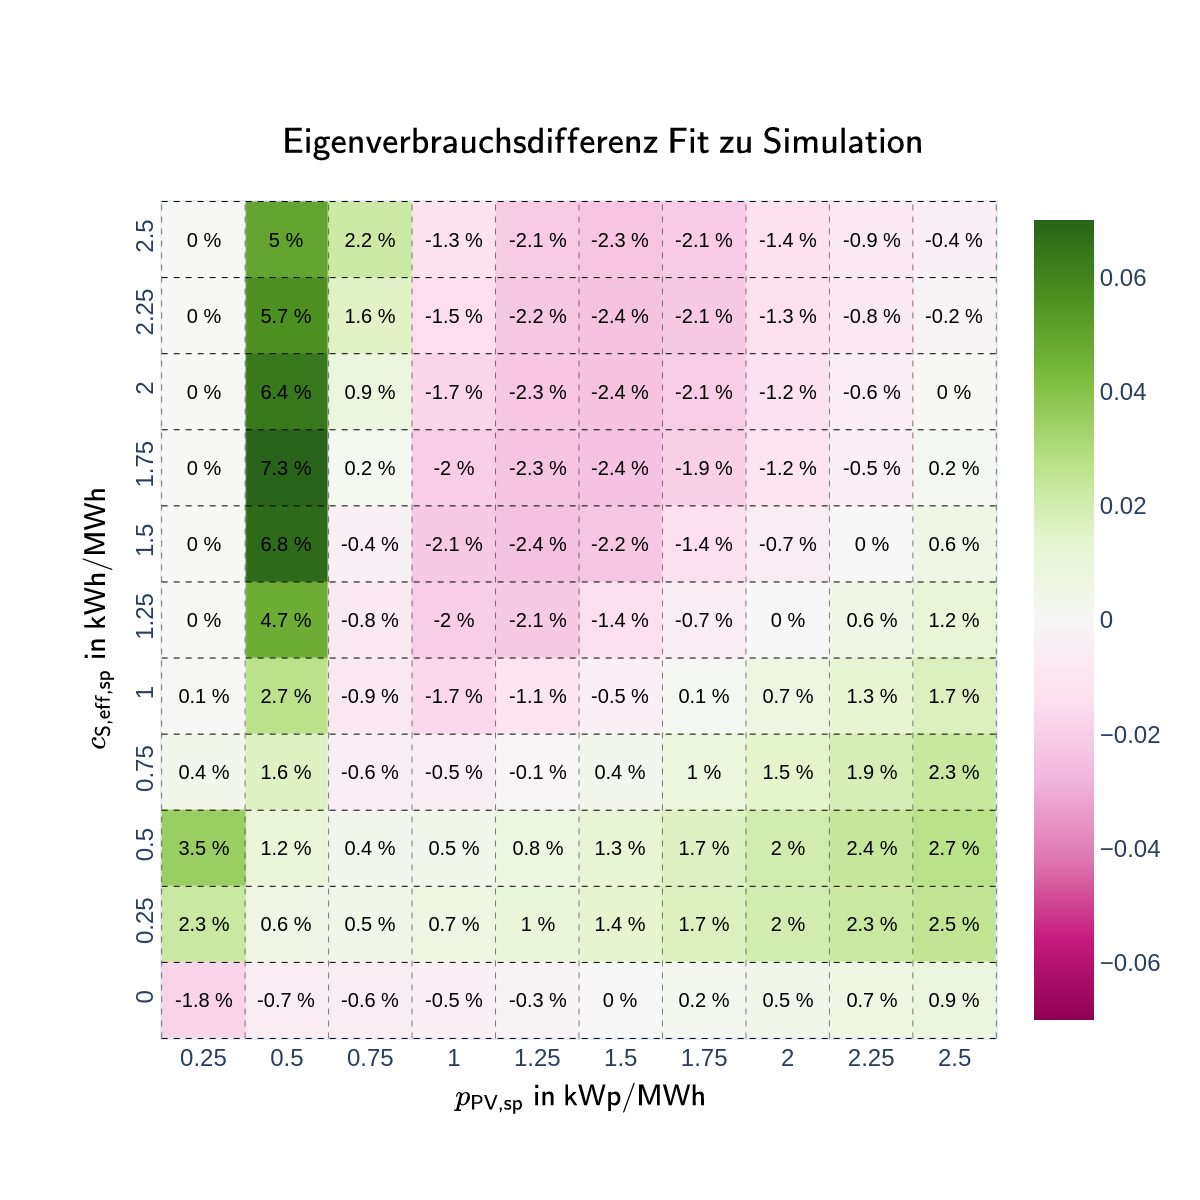 Eigenverbrauchsdifferenz Fit zu Simulation
2.5 0 % 5 % 2.2 % -1.3 % -2.1 % -2.3 % -2.1 % -1.4 % -0.9 % -0.4 %
2.25 0 % 5.7 % 1.6 % -1.5 % -2.2 % -2.4 % -2.1 % -1.3 % -0.8 % -0.2 %
2 0 % 6.4 % 0.9 % -1.7 % -2.3 % -2.4 % -2.1 % -1.2 % -0.6 % 0 %
1.75 0 % 7.3 % 0.2 % -2 % -2.3 % -2.4 % -1.9 % -1.2 % -0.5 % 0.2 %
1.5 0 % 6.8 % -0.4 % -2.1 % -2.4 % -2.2 % -1.4 % -0.7 % 0 % 0.6 %
1.25 0 % 4.7 % -0.8 % -2 % -2.1 % -1.4 % -0.7 % 0 % 0.6 % 1.2 %
1 0.1 % 2.7 % -0.9 % -1.7 % -1.1 % -0.5 % 0.1 % 0.7 % 1.3 % 1.7 %
0.75 0.4 % 1.6 % -0.6 % -0.5 % -0.1 % 0.4 % 1 % 1.5 % 1.9 % 2.3 %
0.5 3.5 % 1.2 % 0.4 % 0.5 % 0.8 % 1.3 % 1.7 % 2 % 2.4 % 2.7 %
0.25 2.3 % 0.6 % 0.5 % 0.7 % 1 % 1.4 % 1.7 % 2 % 2.3 % 2.5 %
0 -1.8 % -0.7 % -0.6 % -0.5 % -0.3 % 0 % 0.2 % 0.5 % 0.7 % 0.9 %
0.25 0.5 0.75 1 1.25 1.5 1.75 2 2.25 2.5
p PV,sp in kWp/MWh
c S,eff,sp in kWh/MWh
0.06
0.04
0.02
0
−0.02
−0.04
−0.06